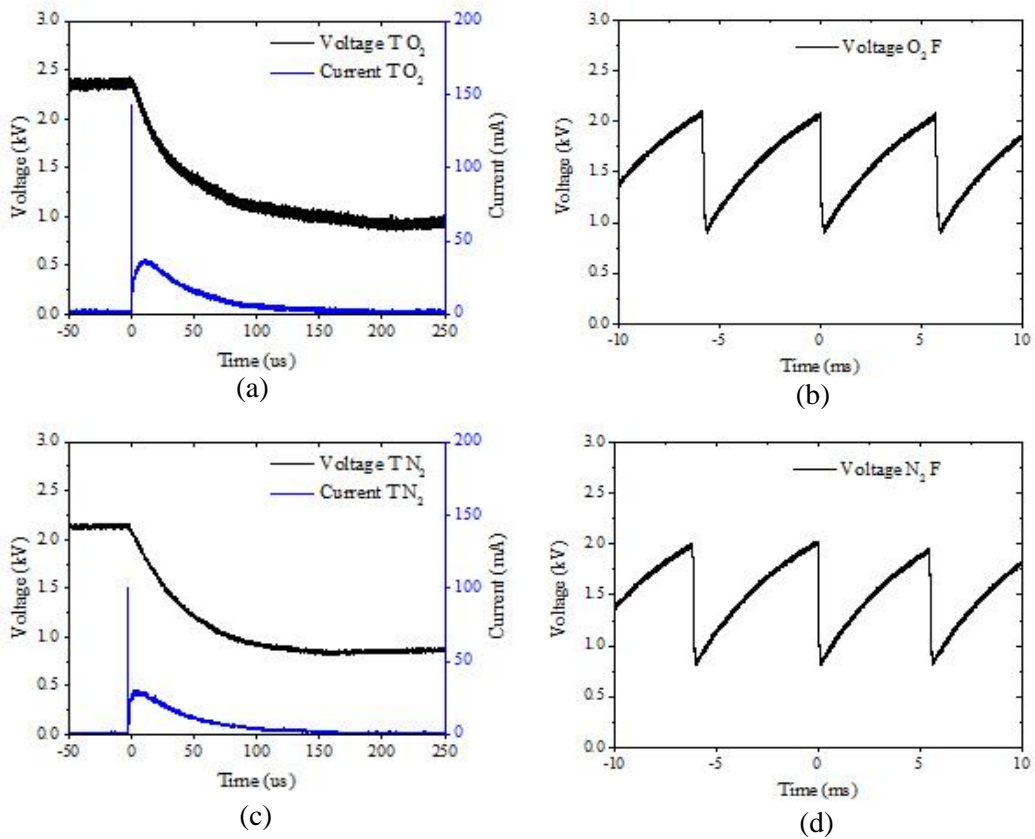 3.0
2.5
2.0
1.5
1.0
0.5
0.0
Voltage (kV)
-50 0 50 100 150 200 250
Time (us)
200
150
100
50
0
Current (mA)
Voltage T O₂
Current T O₂
(a)
3.0
2.5
2.0
1.5
1.0
0.5
0.0
Voltage (kV)
-10 -5 0 5 10
Time (ms)
Voltage O₂ F
(b)
3.0
2.5
2.0
1.5
1.0
0.5
0.0
Voltage (kV)
-50 0 50 100 150 200 250
Time (us)
200
150
100
50
0
Current (mA)
Voltage T N₂
Current T N₂
(c)
3.0
2.5
2.0
1.5
1.0
0.5
0.0
Voltage (kV)
-10 -5 0 5 10
Time (ms)
Voltage N₂ F
(d)